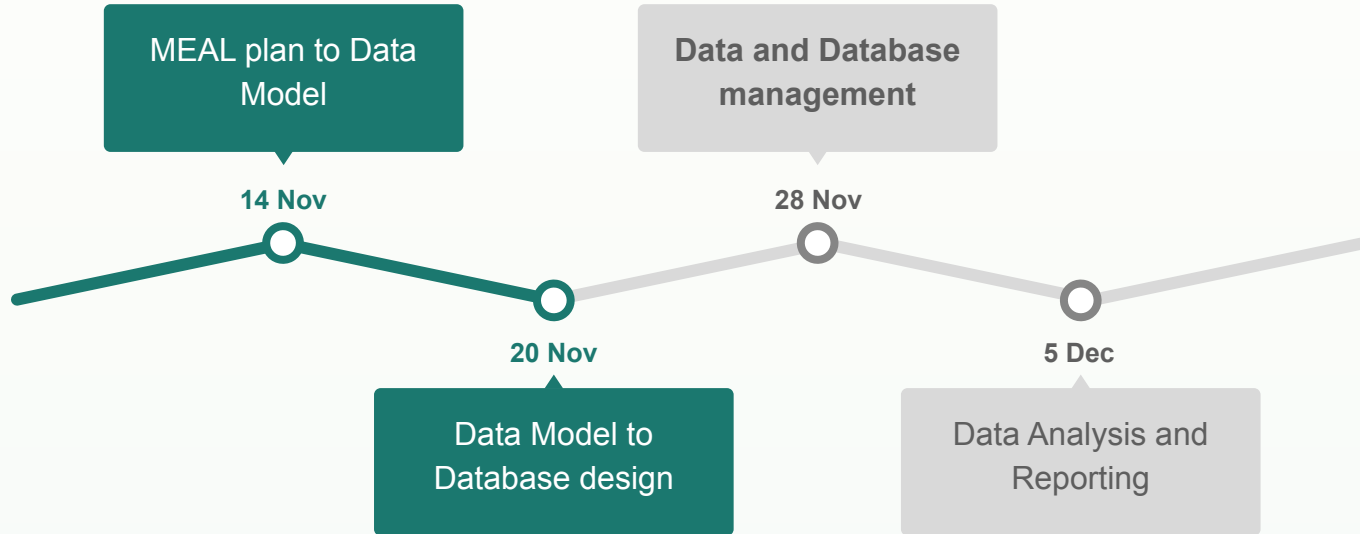 MEAL plan to Data
Model
14 Nov
Data Model to
Database design
20 Nov
Data and Database
management
28 Nov
Data Analysis and
Reporting
5 Dec